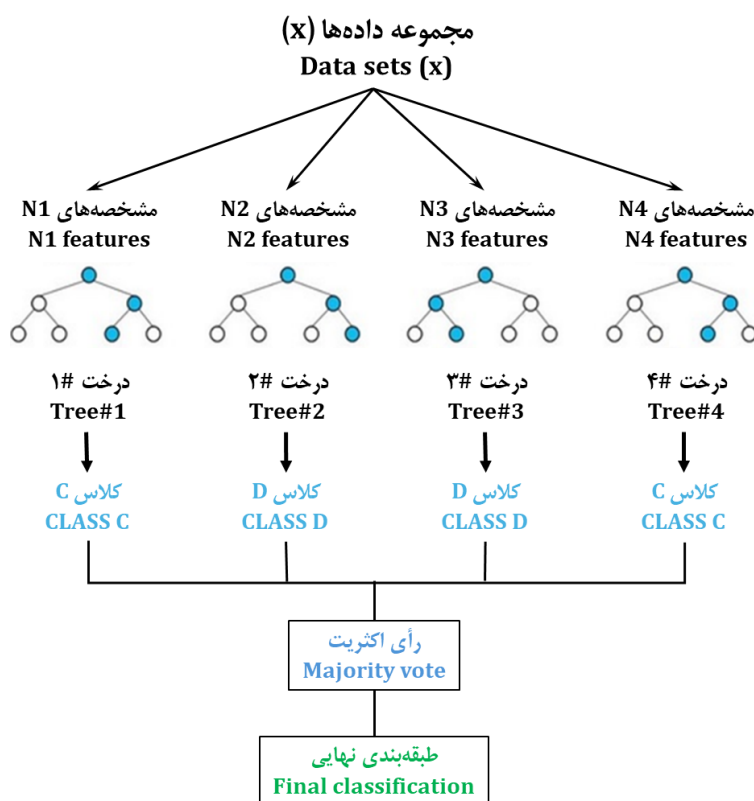 مجموعه داده‌ها (x)
Data sets (x)
مشخصه‌های N1
N1 features
مشخصه‌های N2
N2 features
مشخصه‌های N3
N3 features
مشخصه‌های N4
N4 features
درخت #۱
Tree#1
درخت #۲
Tree#2
درخت #۳
Tree#3
درخت #۴
Tree#4
کلاس C
CLASS C
کلاس D
CLASS D
کلاس D
CLASS D
کلاس C
CLASS C
رأی اکثریت
Majority vote
طبقه‌بندی نهایی
Final classification